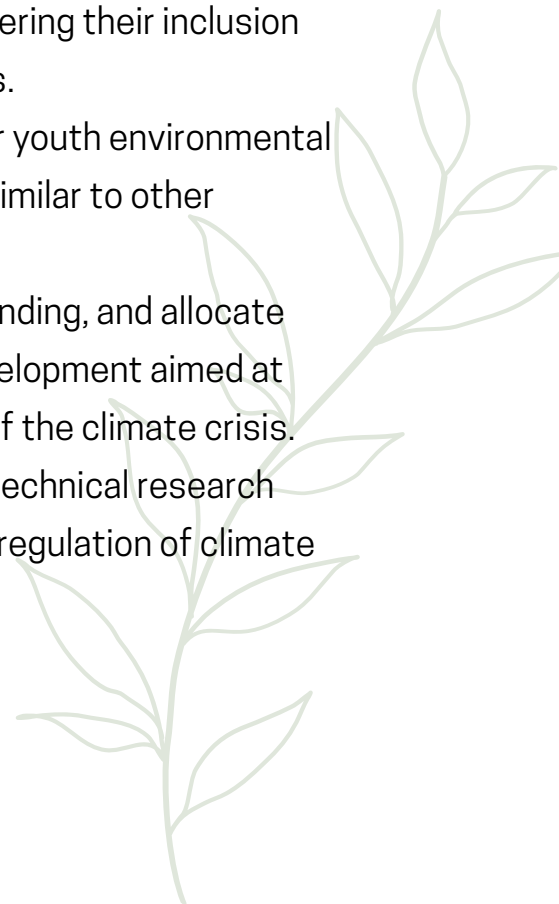 ering their inclusion
s.
r youth environmental
imilar to other
nding, and allocate
elopment aimed at
f the climate crisis.
echnical research
regulation of climate